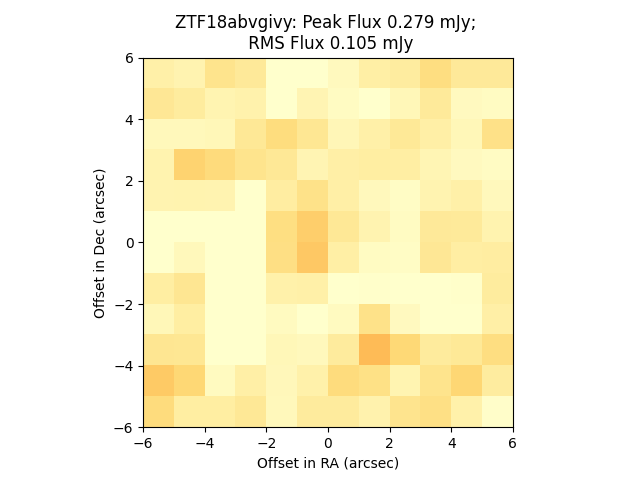 ZTF18abvgivy: Peak Flux 0.279 mJy;
RMS Flux 0.105 mJy
6
4
2
0
−2
−4
−6
Offset in Dec (arcsec)
−6 −4 −2 0 2 4 6
Offset in RA (arcsec)